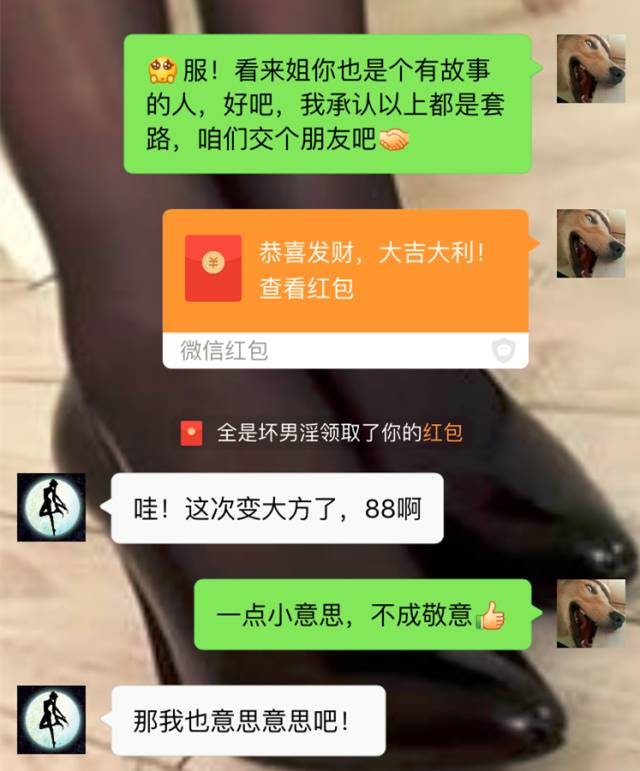 服！看来姐你也是个有故事
的人，好吧，我承认以上都是套
路，咱们交个朋友吧
¥
恭喜发财，大吉大利！
查看红包
微信红包
全是坏男淫领取了你的红包
哇！这次变大方了，88啊
一点小意思，不成敬意
那我也意思意思吧！